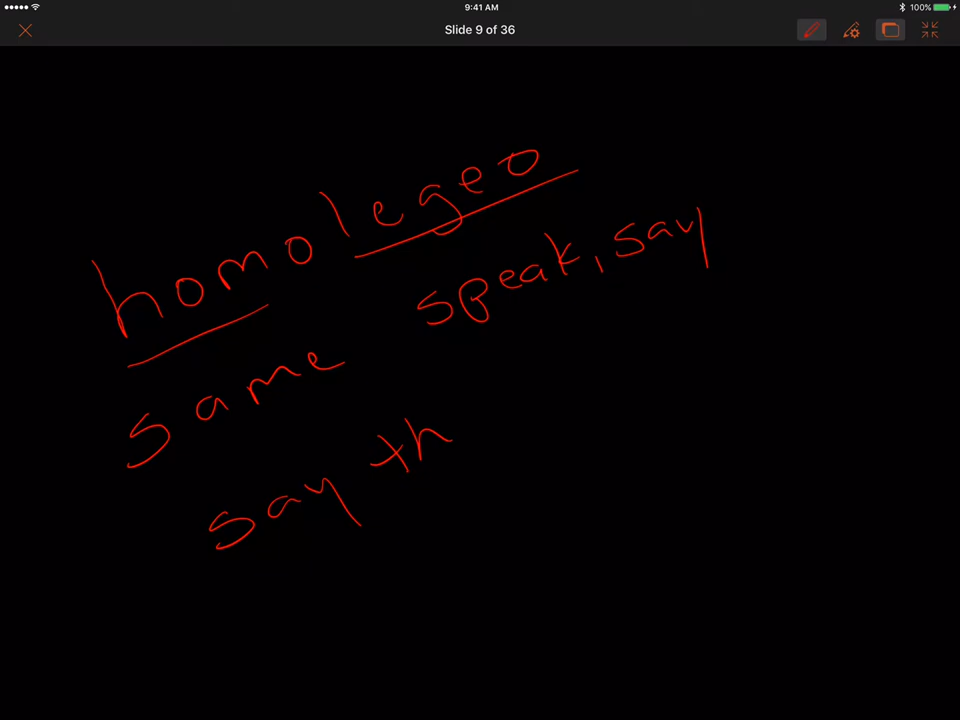 9:41 AM
100%
Slide 9 of 36
homolegeo
speak, say
same
say th